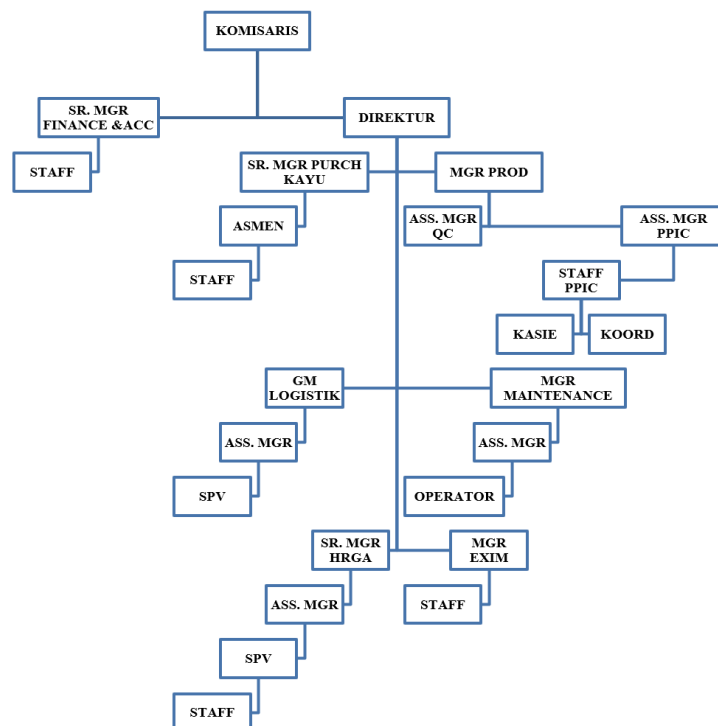 KOMISARIS
SR. MGR
FINANCE &ACC
DIREKTUR
STAFF
SR. MGR PURCH
KAYU
MGR PROD
ASMEN
ASS. MGR
QC
ASS. MGR
PPIC
STAFF
STAFF
PPIC
KASIE
KOORD
GM
LOGISTIK
MGR
MAINTENANCE
ASS. MGR
ASS. MGR
SPV
OPERATOR
SR. MGR
HRGA
MGR
EXIM
ASS. MGR
STAFF
SPV
STAFF